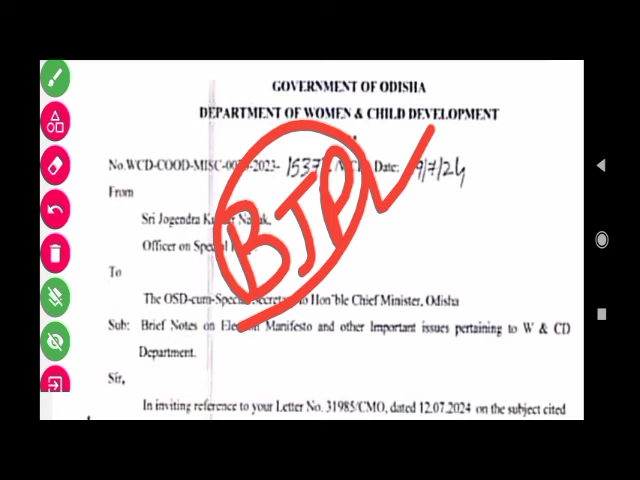 GOVERNMENT OF ODISHA
DEPARTMENT OF WOMEN & CHILD DEVELOPMENT
No.WCD-COOD-MISC- -2023- Date: 9/7/24
From
Sri Jogendra
Officer on
To
The OSD-cum-Special Secretary to Hon'ble Chief Minister, Odisha
BJP
Sub: Brief Notes on Election Manifesto and other Important issues pertaining to W & CD
Department.
Sir,
In inviting reference to your Letter No. 31985/CMO, dated 12.07.2024 on the subject cited